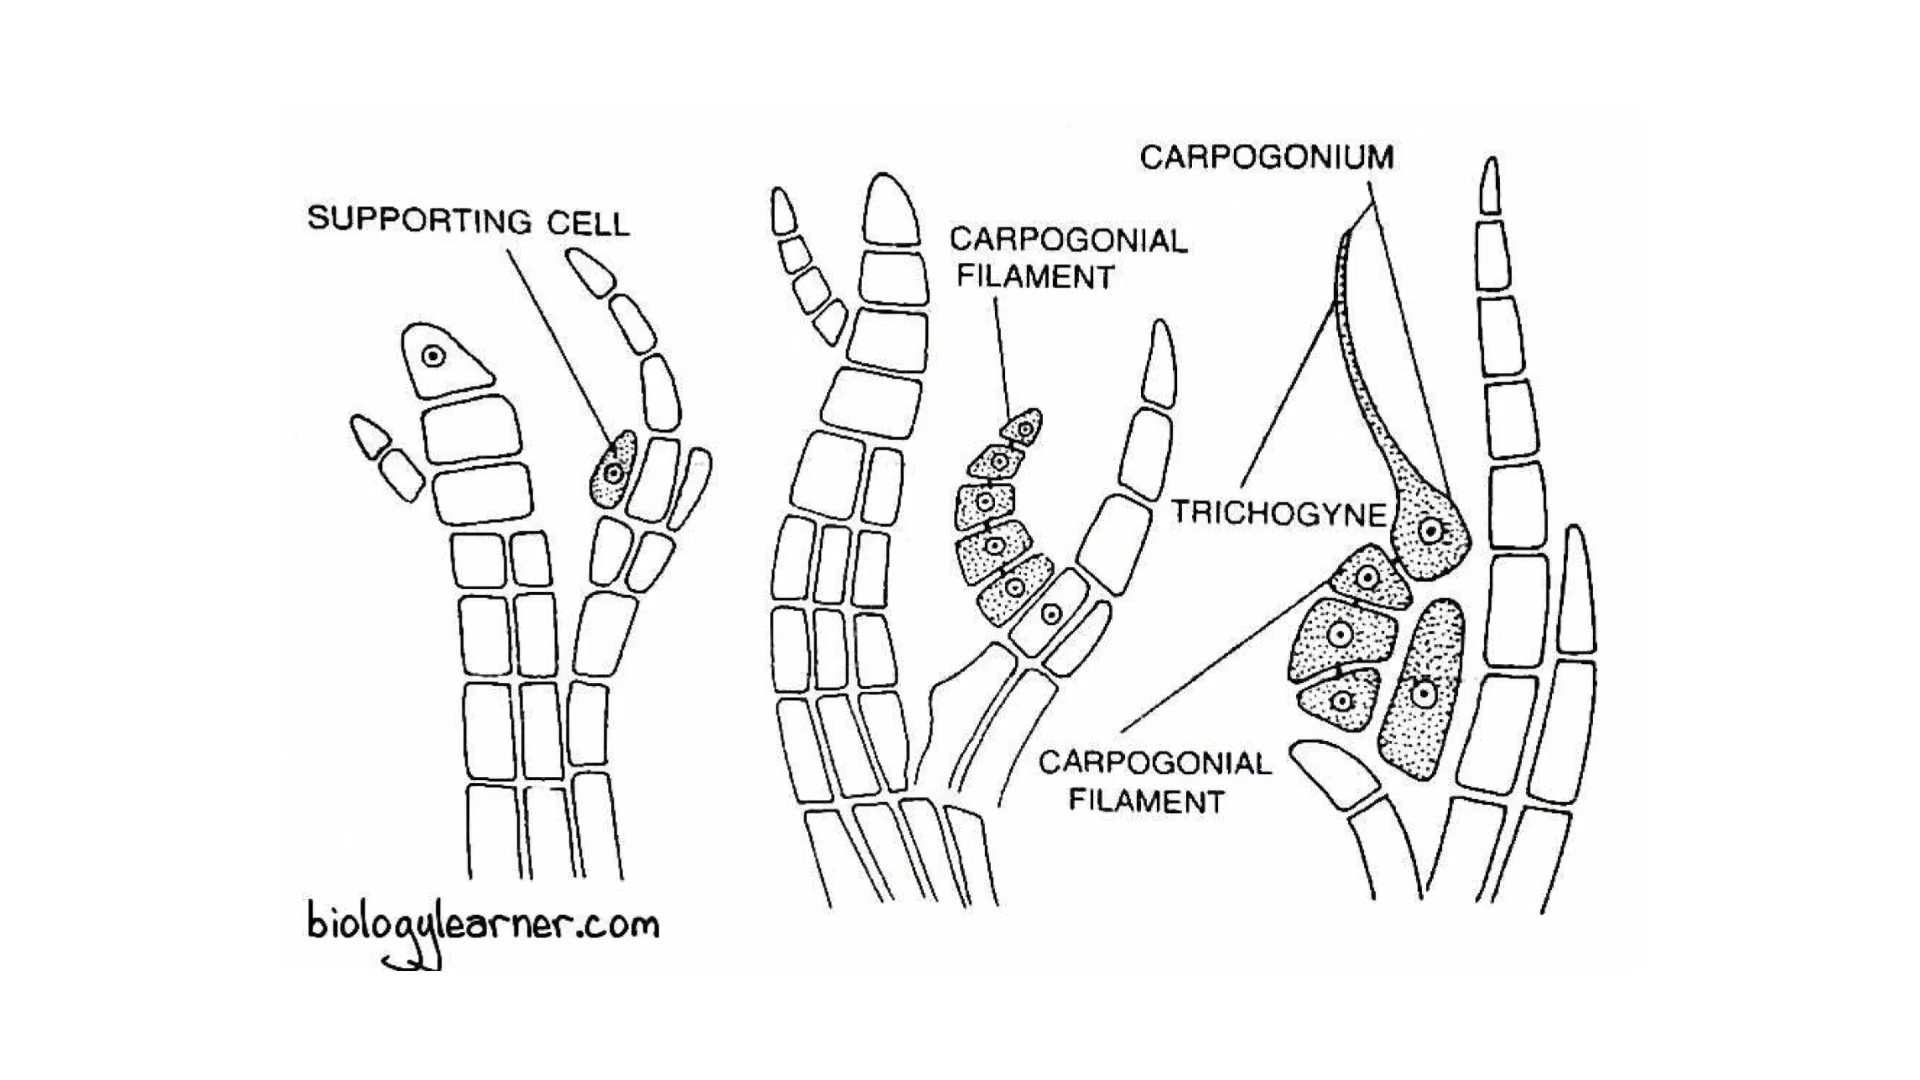 CARPOGONIUM
SUPPORTING CELL
CARPOGONIAL
FILAMENT
TRICHOGYNE
CARPOGONIAL
FILAMENT
biologylearner.com